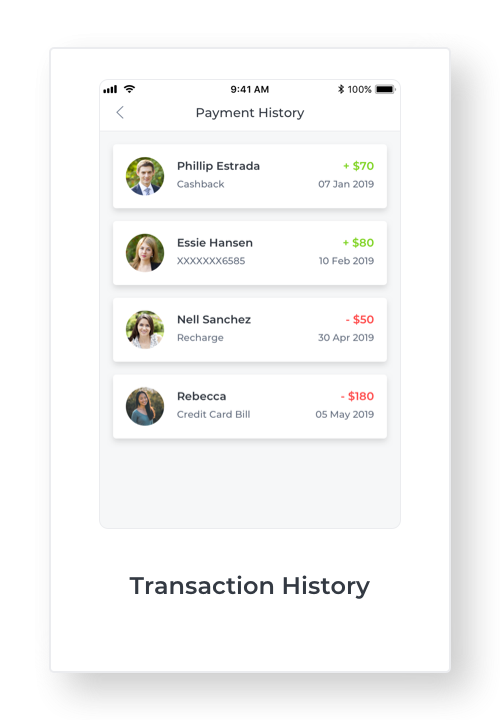 9:41 AM 100%
Payment History
Phillip Estrada + $70
Cashback 07 Jan 2019
Essie Hansen + $80
XXXXXXX6585 10 Feb 2019
Nell Sanchez - $50
Recharge 30 Apr 2019
Rebecca - $180
Credit Card Bill 05 May 2019
Transaction History